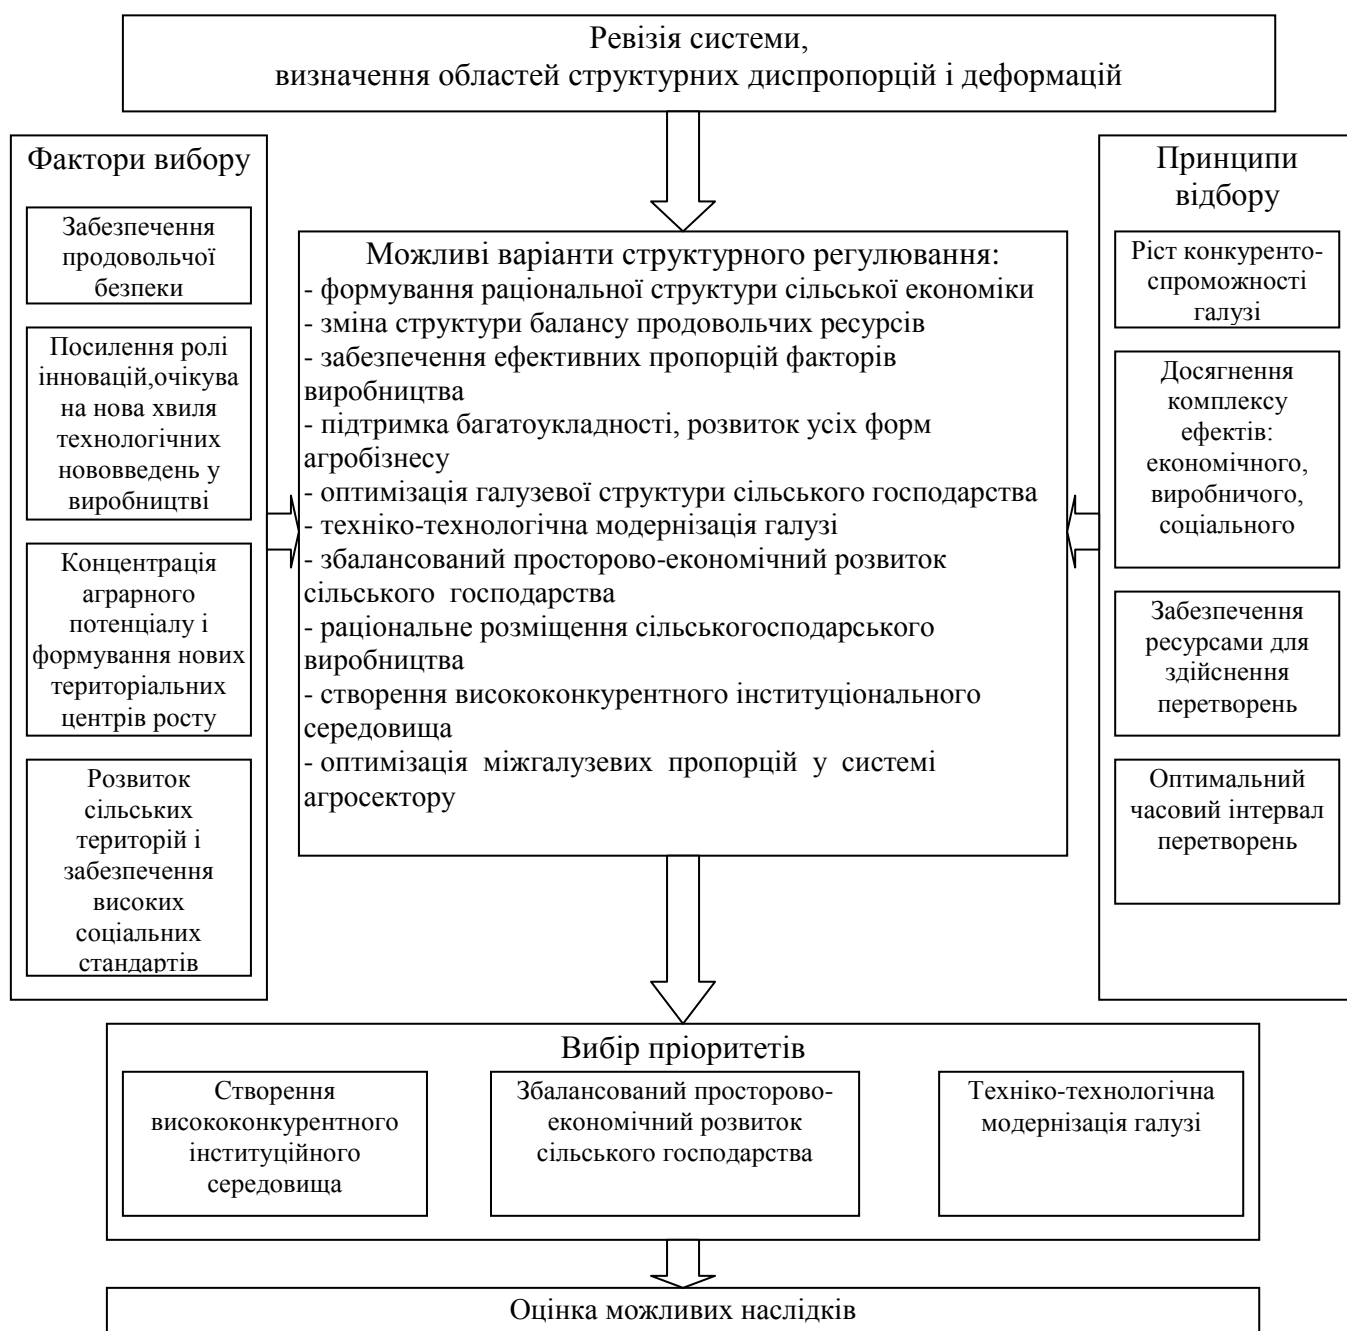 Ревізія системи,
визначення областей структурних диспропорцій і деформацій
Фактори вибору
Забезпечення
продовольчої
безпеки
Посилення ролі
інновацій,очікува
на нова хвиля
технологічних
нововведень у
виробництві
Концентрація
аграрного
потенціалу і
формування нових
територіальних
центрів росту
Розвиток
сільських
територій і
забезпечення
високих
соціальних
стандартів
Можливі варіанти структурного регулювання:
- формування раціональної структури сільської економіки
- зміна структури балансу продовольчих ресурсів
- забезпечення ефективних пропорцій факторів
виробництва
- підтримка багатоукладності, розвиток усіх форм
агробізнесу
- оптимізація галузевої структури сільського господарства
- техніко-технологічна модернізація галузі
- збалансований просторово-економічний розвиток
сільського господарства
- раціональне розміщення сільськогосподарського
виробництва
- створення висококонкурентного інституціонального
середовища
- оптимізація міжгалузевих пропорцій у системі
агросектору
Принципи
відбору
Ріст конкуренто-
спроможності
галузі
Досягнення
комплексу
ефектів:
економічного,
виробничого,
соціального
Забезпечення
ресурсами для
здійснення
перетворень
Оптимальний
часовий інтервал
перетворень
Вибір пріоритетів
Створення
висококонкурентного
інституційного
середовища
Збалансований просторово-
економічний розвиток
сільського господарства
Техніко-технологічна
модернізація галузі
Оцінка можливих наслідків